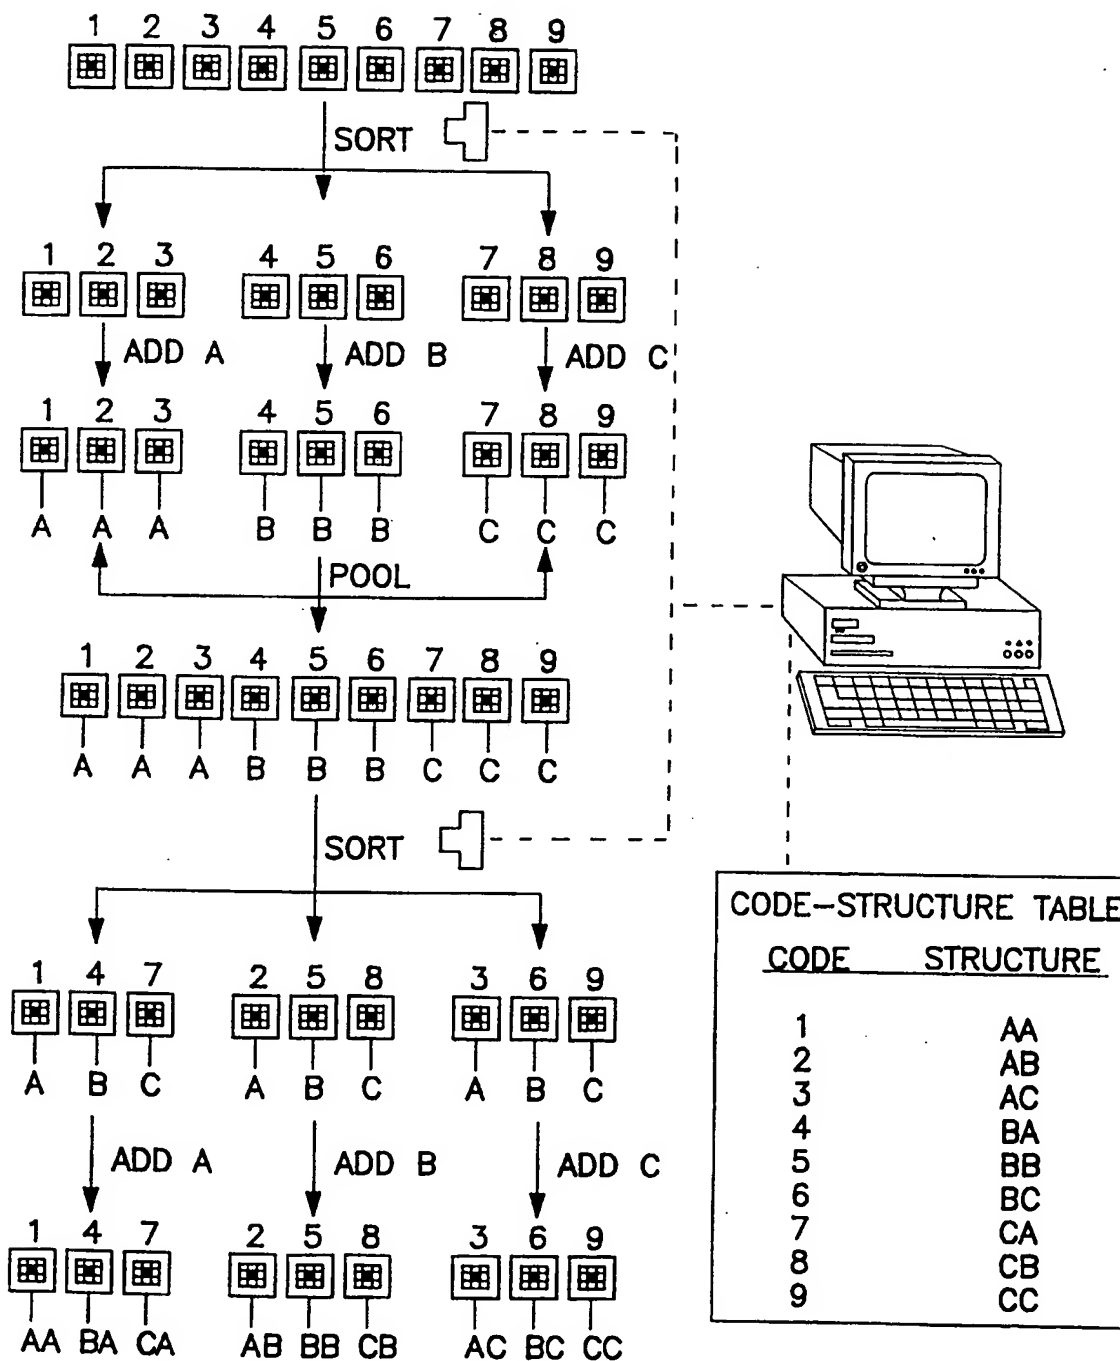 1 2 3 4 5 6 7 8 9
SORT
1 2 3 4 5 6 7 8 9
ADD A ADD B ADD C
1 2 3 4 5 6 7 8 9
A A A B B B C C C
POOL
1 2 3 4 5 6 7 8 9
A A A B B B C C C
SORT
1 4 7 2 5 8 3 6 9
A B C A B C A B C
ADD A ADD B ADD C
1 4 7 2 5 8 3 6 9
AA BA CA AB BB CB AC BC CC
CODE-STRUCTURE TABLE
CODE STRUCTURE
1 AA
2 AB
3 AC
4 BA
5 BB
6 BC
7 CA
8 CB
9 CC